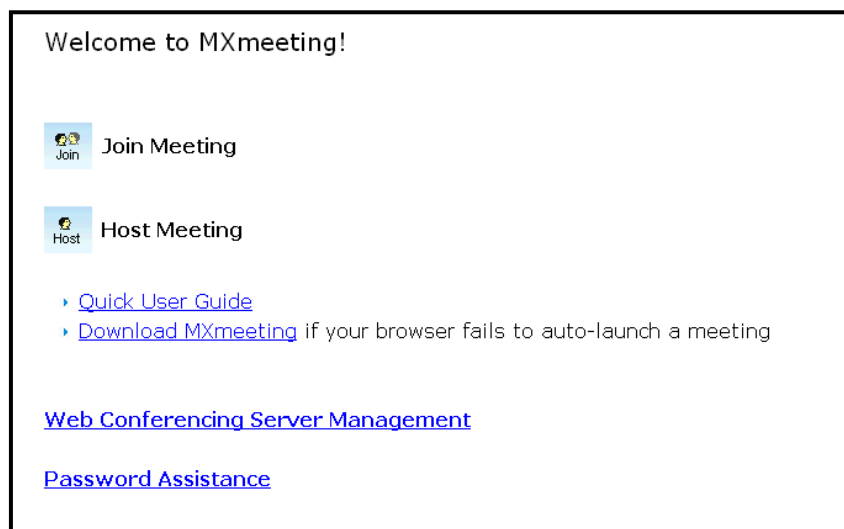 Welcome to MXmeeting!
Join
Join Meeting
Host
Host Meeting
Quick User Guide
Download MXmeeting if your browser fails to auto-launch a meeting
Web Conferencing Server Management
Password Assistance